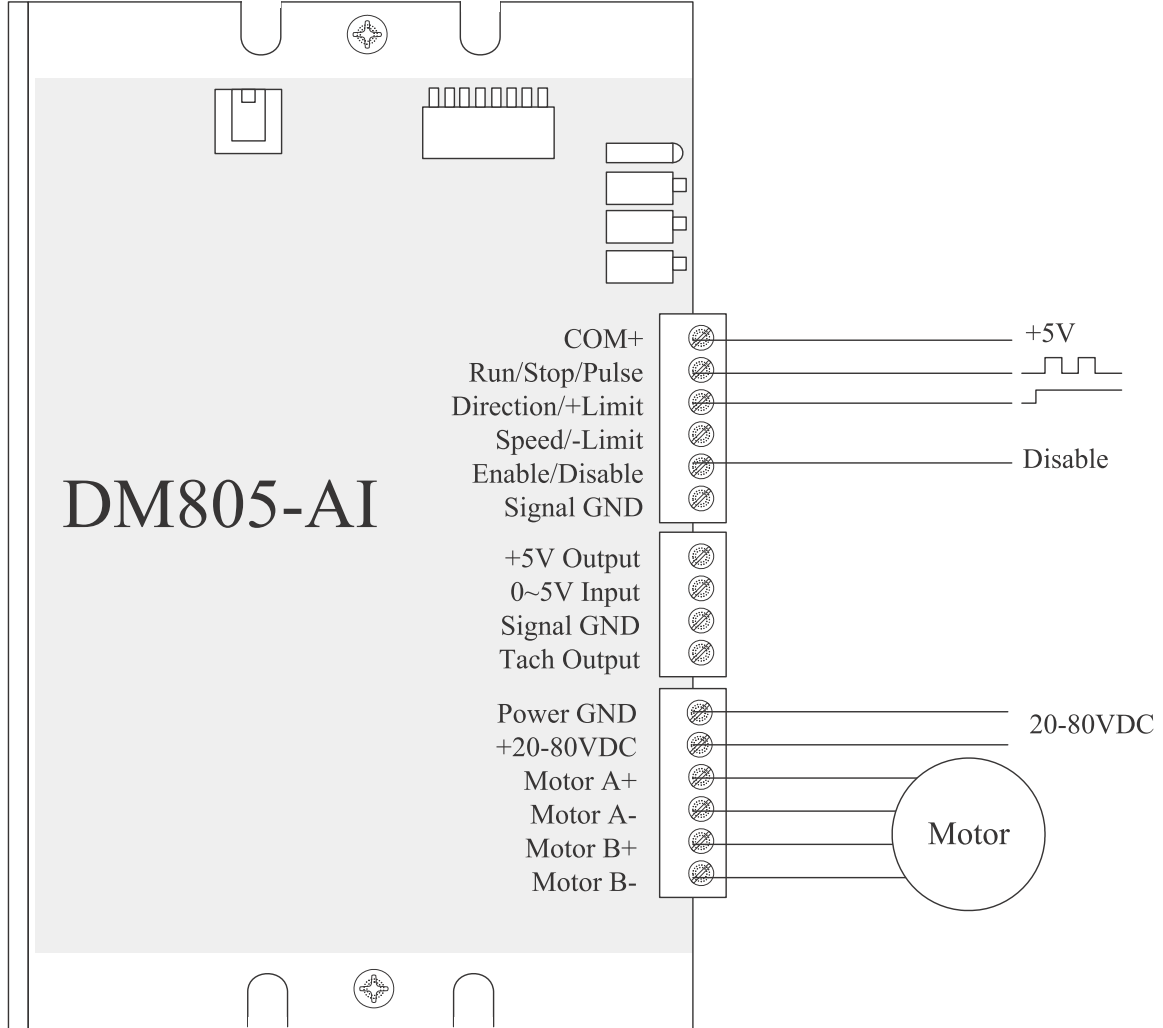 COM+
+5V
Run/Stop/Pulse
Direction/+Limit
Speed/-Limit
Enable/Disable
Disable
Signal GND
DM805-AI
+5V Output
0~5V Input
Signal GND
Tach Output
Power GND
20-80VDC
+20-80VDC
Motor A+
Motor A-
Motor B+
Motor B-
Motor